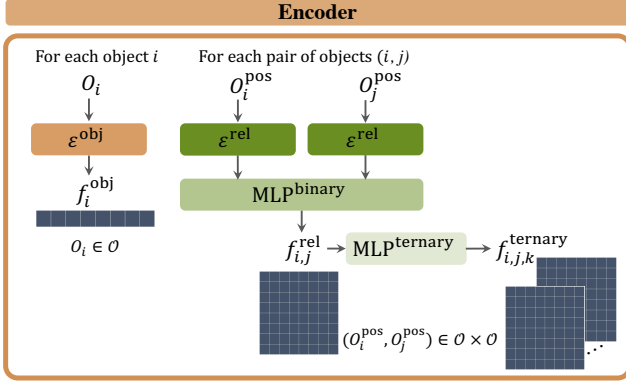 Encoder
For each object i
For each pair of objects (i, j)
O_i
O_i^pos
O_j^pos
ε^obj
ε^rel
ε^rel
f_i^obj
MLP^binary
O_i ∈ 𝒪
f_{i,j}^rel
MLP^ternary
f_{i,j,k}^ternary
(O_i^pos, O_j^pos) ∈ 𝒪 × 𝒪
...